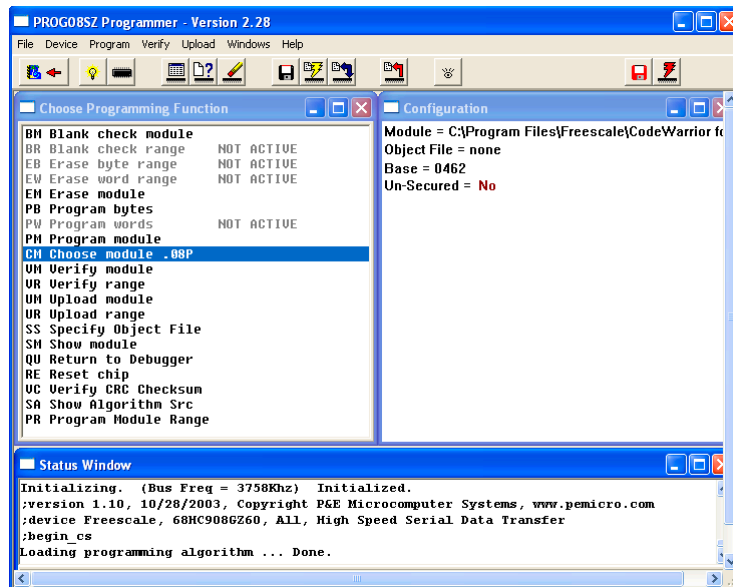 PROG08SZ Programmer - Version 2.28
File Device Program Verify Upload Windows Help
Choose Programming Function
BM Blank check module
BR Blank check range NOT ACTIVE
EB Erase byte range NOT ACTIVE
EW Erase word range NOT ACTIVE
EM Erase module
PB Program bytes
PW Program words NOT ACTIVE
PM Program module
CM Choose module .08P
VM Verify module
VR Verify range
UM Upload module
UR Upload range
SS Specify Object File
SM Show module
QU Return to Debugger
RE Reset chip
VC Verify CRC Checksum
SA Show Algorithm Src
PR Program Module Range
Configuration
Module = C:\Program Files\Freescale\CodeWarrior fo
Object File = none
Base = 0462
Un-Secured = No
Status Window
Initializing. (Bus Freq = 3758Khz) Initialized.
;version 1.10, 10/28/2003, Copyright P&E Microcomputer Systems, www.pemicro.com
;device Freescale, 68HC908GZ60, All, High Speed Serial Data Transfer
;begin_cs
Loading programming algorithm ... Done.